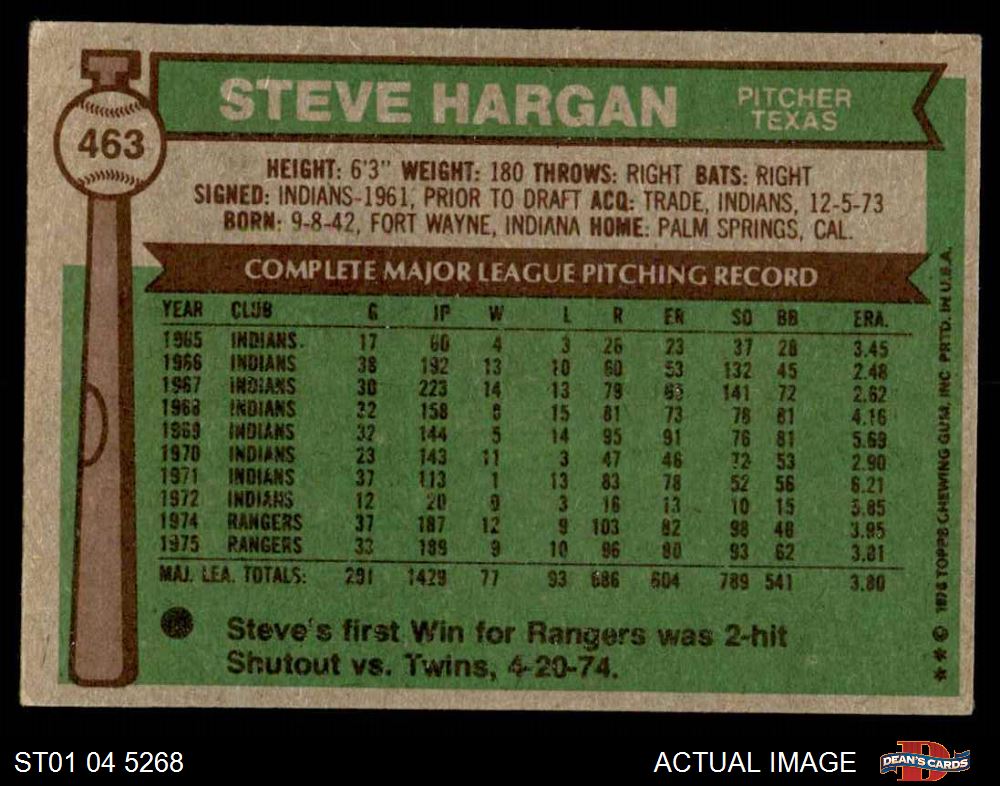 463
STEVE HARGAN
PITCHER
TEXAS
HEIGHT: 6'3" WEIGHT: 180 THROWS: RIGHT BATS: RIGHT
SIGNED: INDIANS-1961, PRIOR TO DRAFT ACQ: TRADE, INDIANS, 12-5-73
BORN: 9-8-42, FORT WAYNE, INDIANA HOME: PALM SPRINGS, CAL.
COMPLETE MAJOR LEAGUE PITCHING RECORD
YEAR CLUB G IP W L R ER SO BB ERA.
1965 INDIANS. 17 60 4 3 26 23 37 28 3.45
1966 INDIANS 38 192 13 10 60 53 132 45 2.48
1967 INDIANS 30 223 14 13 79 141 72 2.62
1968 INDIANS 32 158 8 15 81 73 78 81 4.16
1969 INDIANS 32 144 5 14 95 91 76 81 5.69
1970 INDIANS 23 143 11 3 47 46 72 53 2.90
1971 INDIANS 37 113 1 13 83 78 52 56 6.21
1972 INDIANS 12 20 0 3 16 13 10 15 5.85
1974 RANGERS 37 187 12 9 103 82 98 48 3.95
1975 RANGERS 33 189 9 10 96 80 93 62 3.81
MAJ. LEA. TOTALS: 291 1429 77 93 686 604 789 541 3.80
Steve's first Win for Rangers was 2-hit
Shutout vs. Twins, 4-20-74.
* * © 1976 TOPPS CHEWING GUM, INC PRTD. IN U.S.A.
ST01 04 5268
ACTUAL IMAGE
D
DEAN'S CARDS